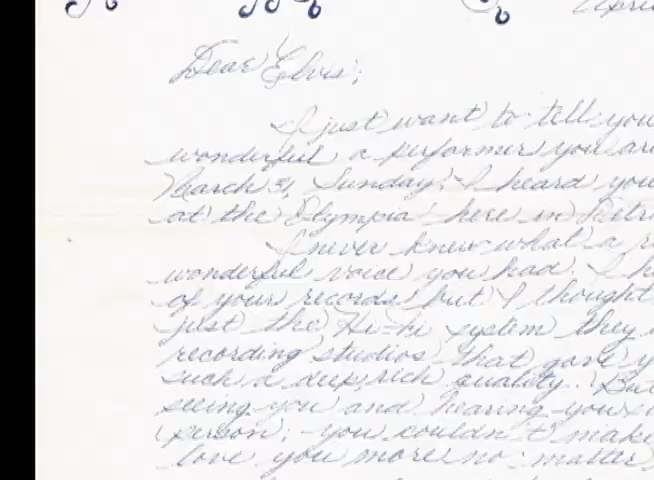 April
Dear Elvis;
I just want to tell you
wonderful a performer you are
March 31, Sunday; I heard you
at the Olympia here in Detro
I never knew what a r
wonderful voice you had. I h
of your records but I thought
just the Hi-Fi system they
recording studios that gave y
such a deep, rich quality. But
seeing you and hearing you
person; you couldn't make
love you more no matter